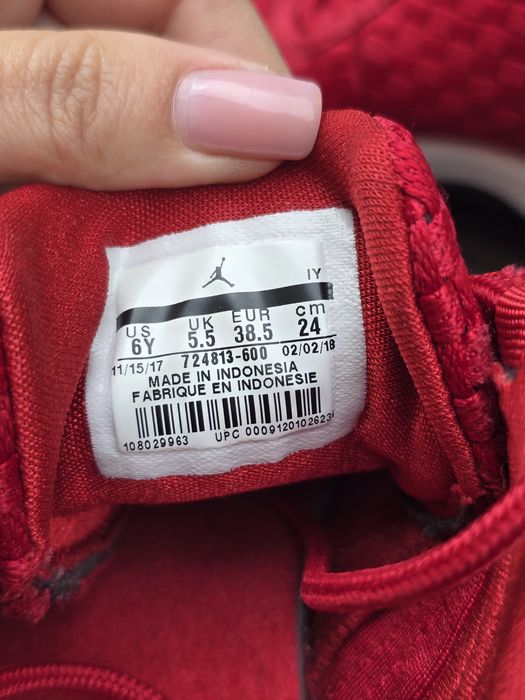 IY
US UK EUR cm
6Y 5.5 38.5 24
11/15/17 724813-600 02/02/18
MADE IN INDONESIA
FABRIQUE EN INDONESIE
108029963 UPC 00091201026236